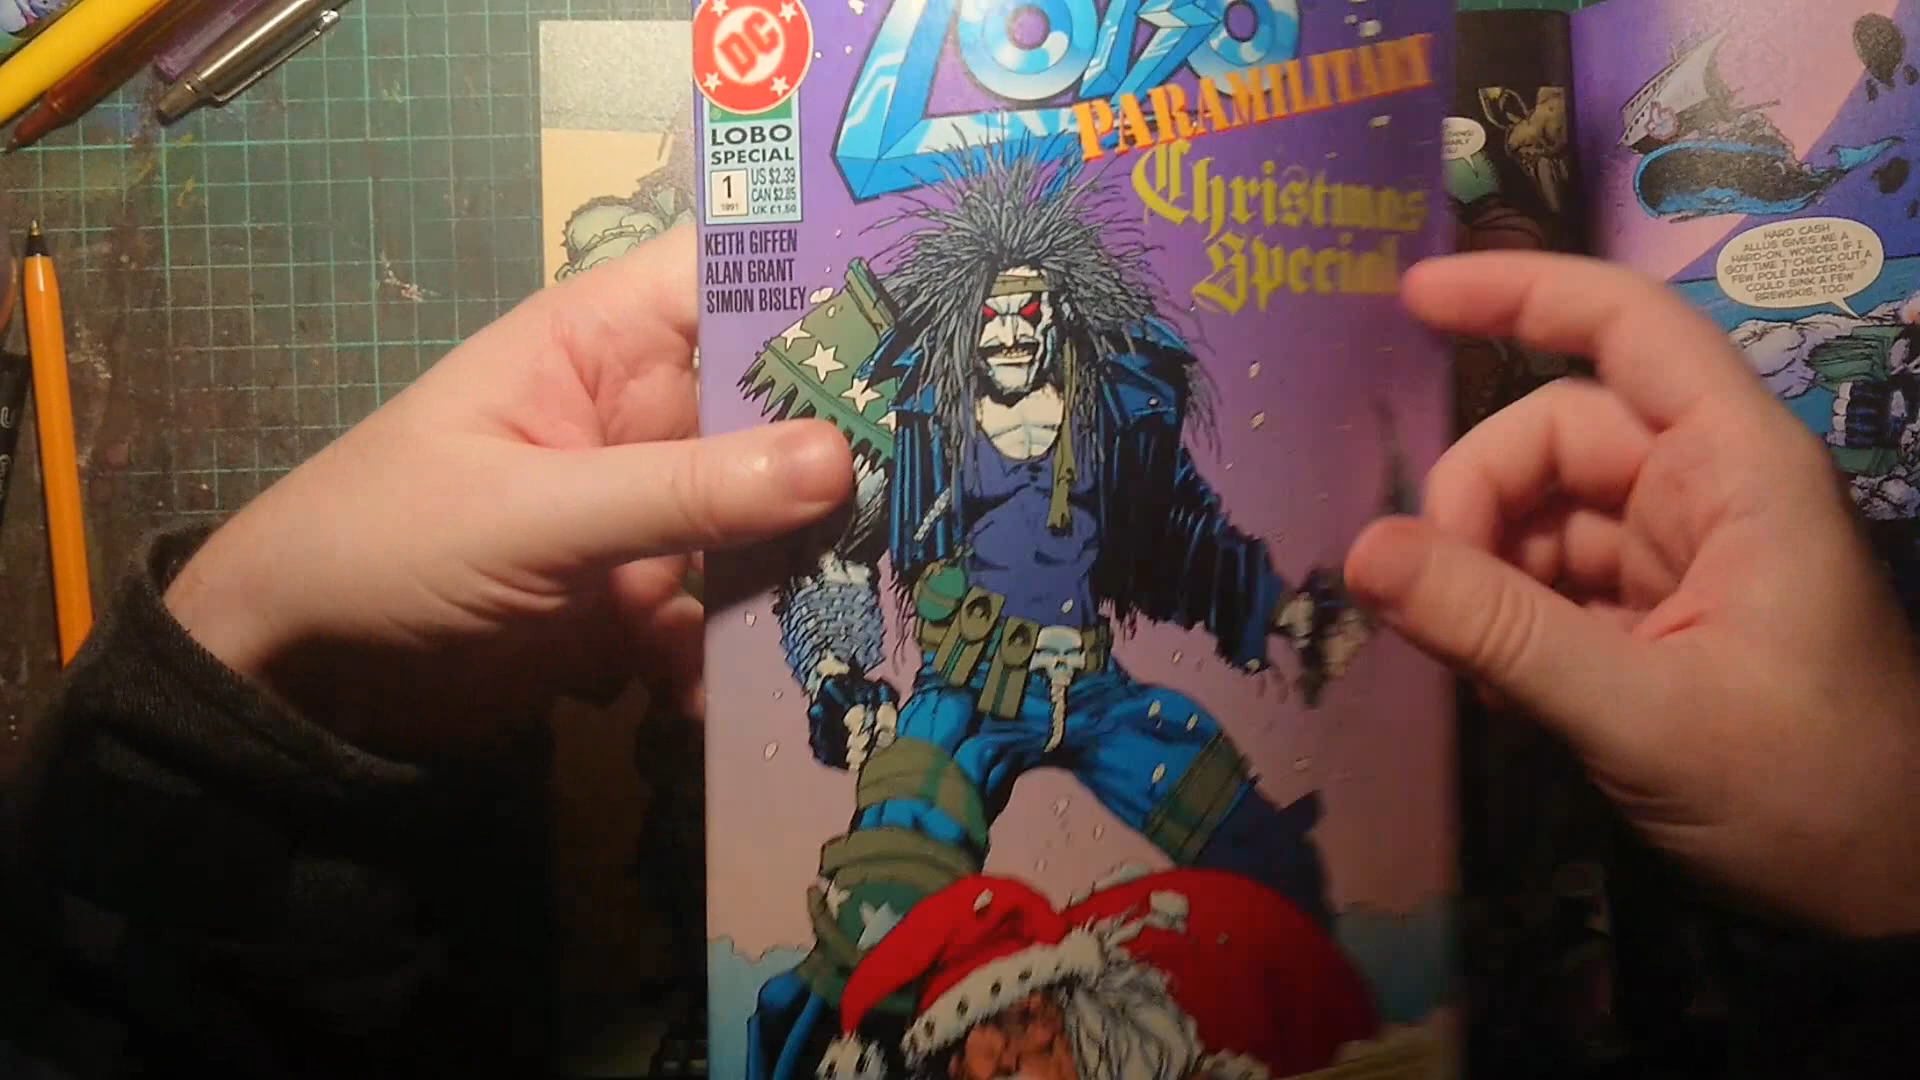 LOBO
DC
PARAMILITARY
Christmas
Special
LOBO
SPECIAL
1
1991
US $2.39
CAN $2.85
UK £1.50
KEITH GIFFEN
ALAN GRANT
SIMON BISLEY
HARD CASH
ALLUS GIVES ME A
HARD-ON. WONDER IF I
GOT TIME T'CHECK OUT A
FEW POLE DANCERS...?
COULD SINK A FEW
BREWSKIS, TOO.